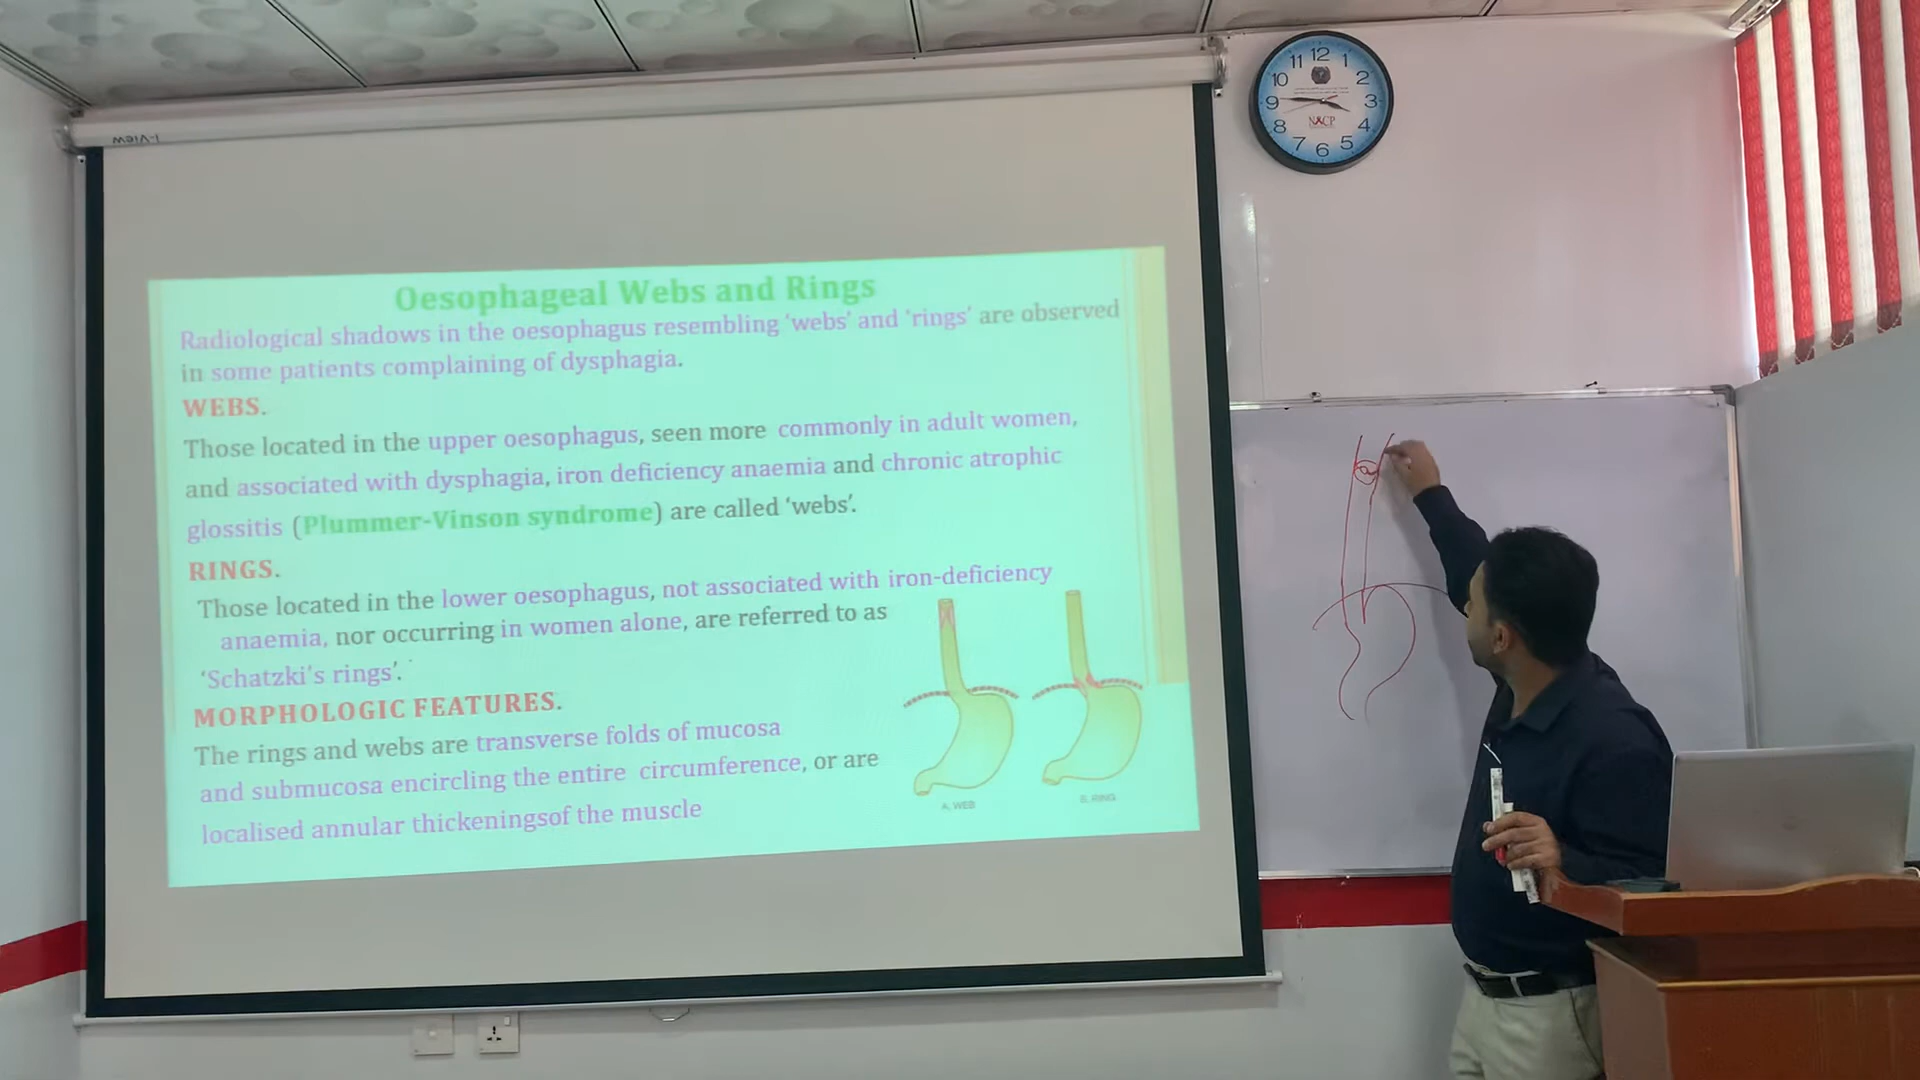 I-VIEW
Oesophageal Webs and Rings
Radiological shadows in the oesophagus resembling ‘webs’ and ‘rings’ are observed
in some patients complaining of dysphagia.
WEBS.
Those located in the upper oesophagus, seen more commonly in adult women,
and associated with dysphagia, iron deficiency anaemia and chronic atrophic
glossitis (Plummer-Vinson syndrome) are called ‘webs’.
RINGS.
Those located in the lower oesophagus, not associated with iron-deficiency
anaemia, nor occurring in women alone, are referred to as
‘Schatzki’s rings’.
MORPHOLOGIC FEATURES.
The rings and webs are transverse folds of mucosa
and submucosa encircling the entire circumference, or are
localised annular thickeningsof the muscle
A. WEB
B. RING
12
1
2
3
4
5
6
7
8
9
10
11
NACP